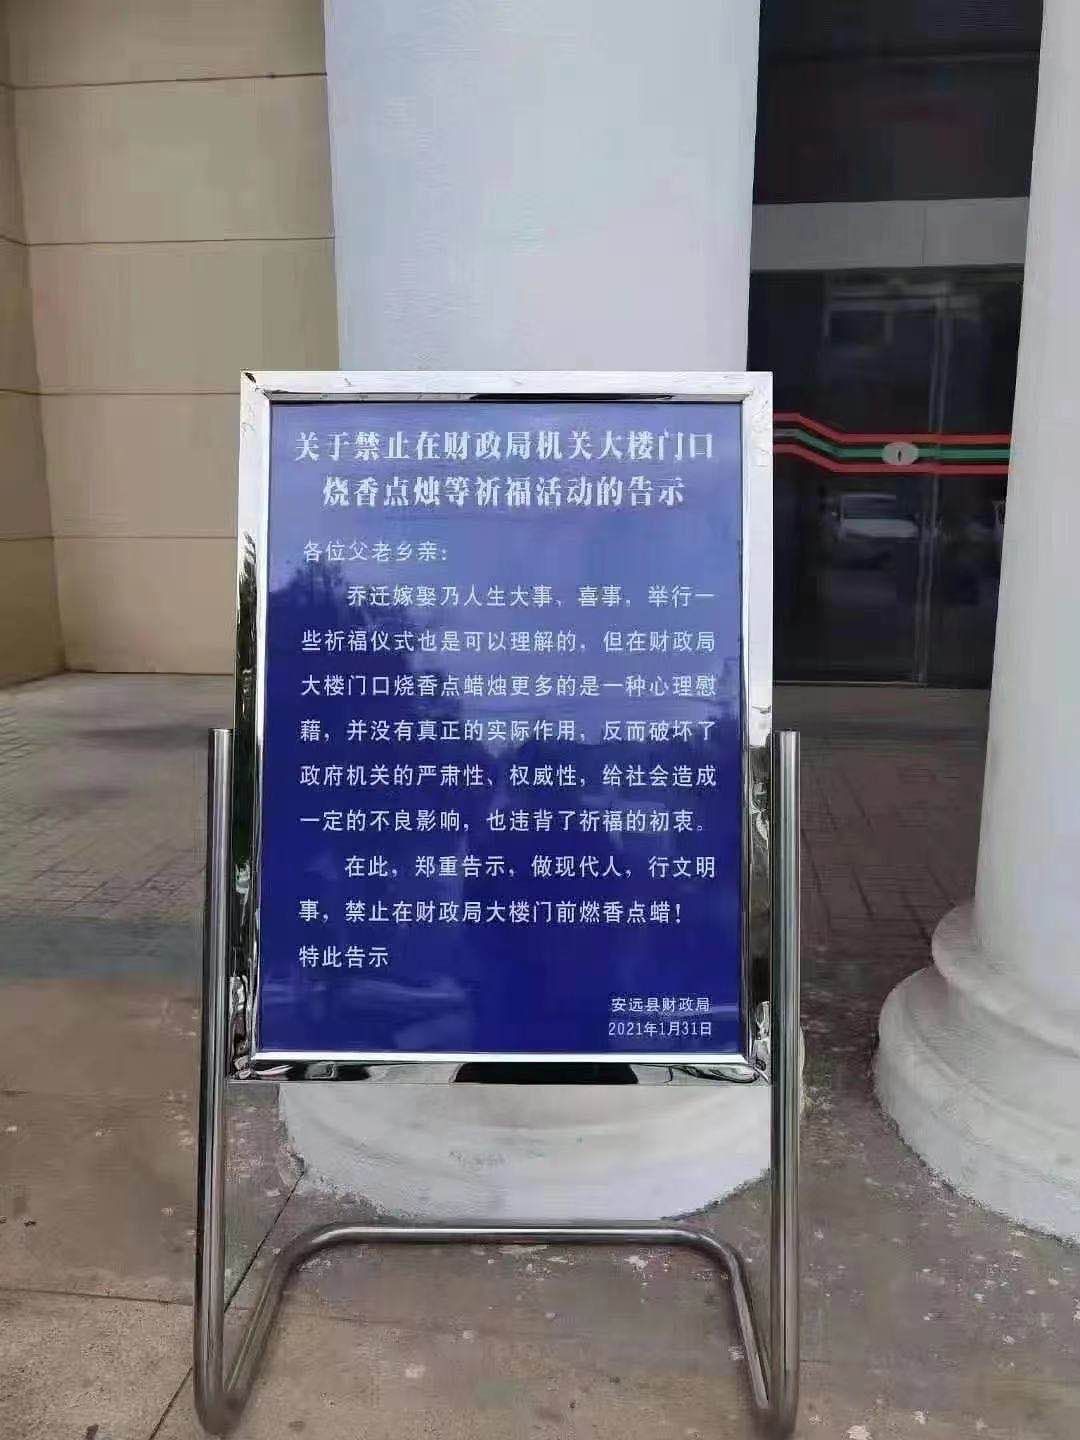 关于禁止在财政局机关大楼门口
烧香点烛等祈福活动的告示
各位父老乡亲：
乔迁嫁娶乃人生大事、喜事，举行一
些祈福仪式也是可以理解的，但在财政局
大楼门口烧香点蜡烛更多的是一种心理慰
藉，并没有真正的实际作用，反而破坏了
政府机关的严肃性、权威性，给社会造成
一定的不良影响，也违背了祈福的初衷。
在此，郑重告示，做现代人，行文明
事，禁止在财政局大楼门前燃香点蜡！
特此告示
安远县财政局
2021年1月31日